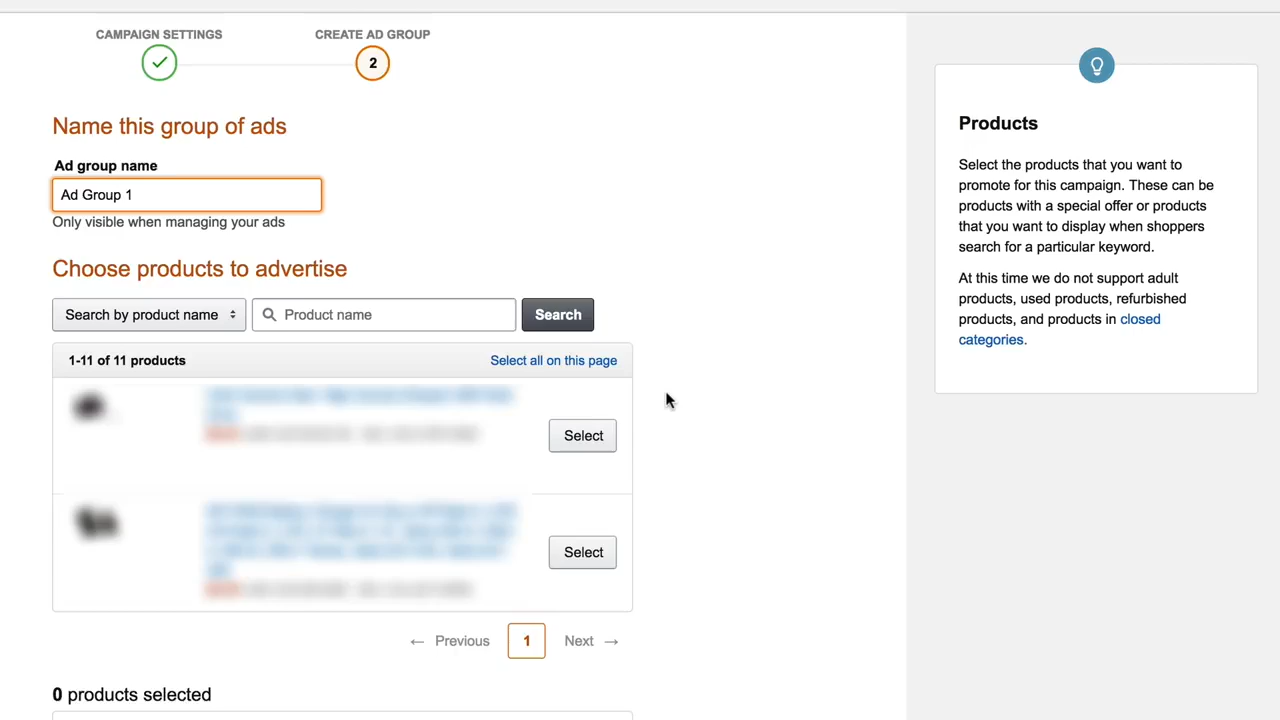 CAMPAIGN SETTINGS
CREATE AD GROUP
2
Name this group of ads
Ad group name
Ad Group 1
Only visible when managing your ads
Choose products to advertise
Search by product name
Product name
Search
1-11 of 11 products
Select all on this page
Select
Select
← Previous
1
Next →
0 products selected
Products
Select the products that you want to
promote for this campaign. These can be
products with a special offer or products
that you want to display when shoppers
search for a particular keyword.
At this time we do not support adult
products, used products, refurbished
products, and products in closed
categories.